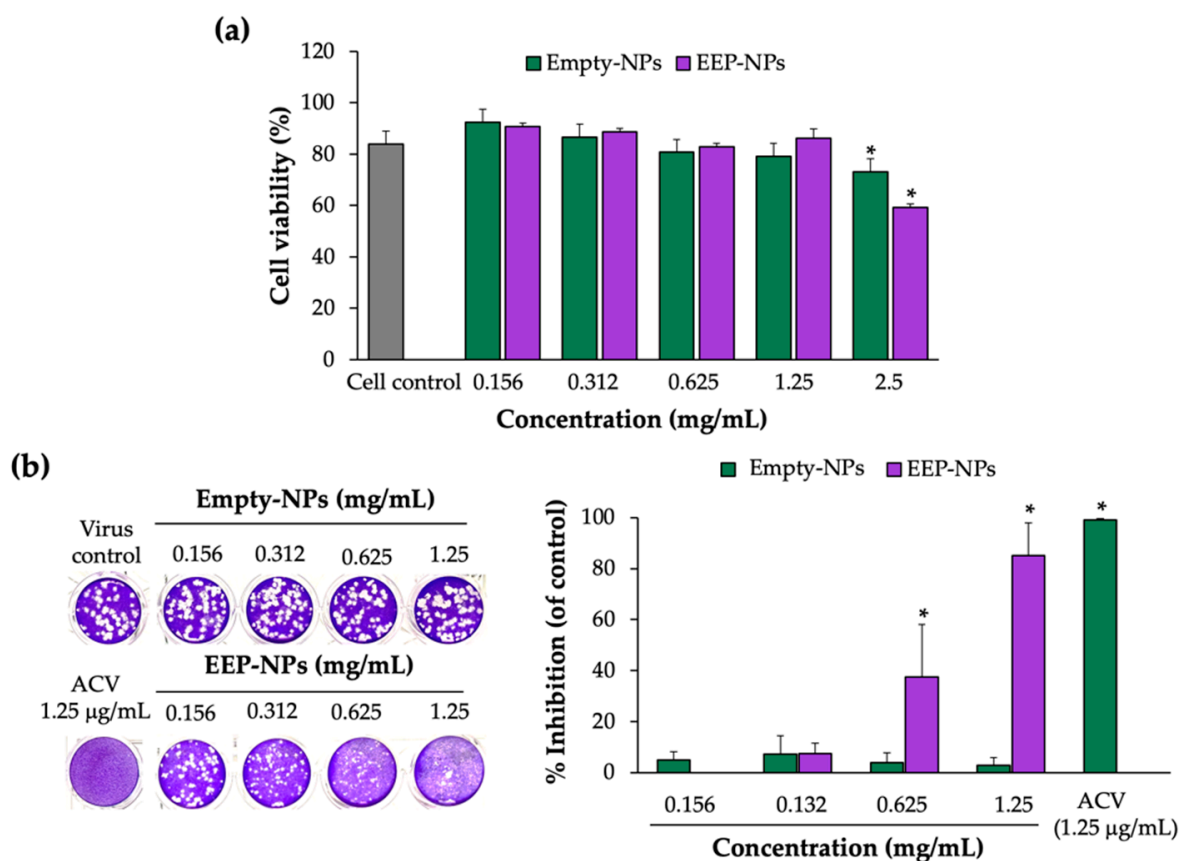 (a)
120
Empty-NPs EEP-NPs
100
80
60
40
20
0
Cell viability (%)
* *
Cell control 0.156 0.312 0.625 1.25 2.5
Concentration (mg/mL)
(b)
Empty-NPs (mg/mL)
Virus
control
0.156 0.312 0.625 1.25
EEP-NPs (mg/mL)
ACV
1.25 µg/mL
0.156 0.312 0.625 1.25
Empty-NPs EEP-NPs
100
80
60
40
20
0
% Inhibition (of control)
* * *
0.156 0.132 0.625 1.25 ACV
(1.25 µg/mL)
Concentration (mg/mL)